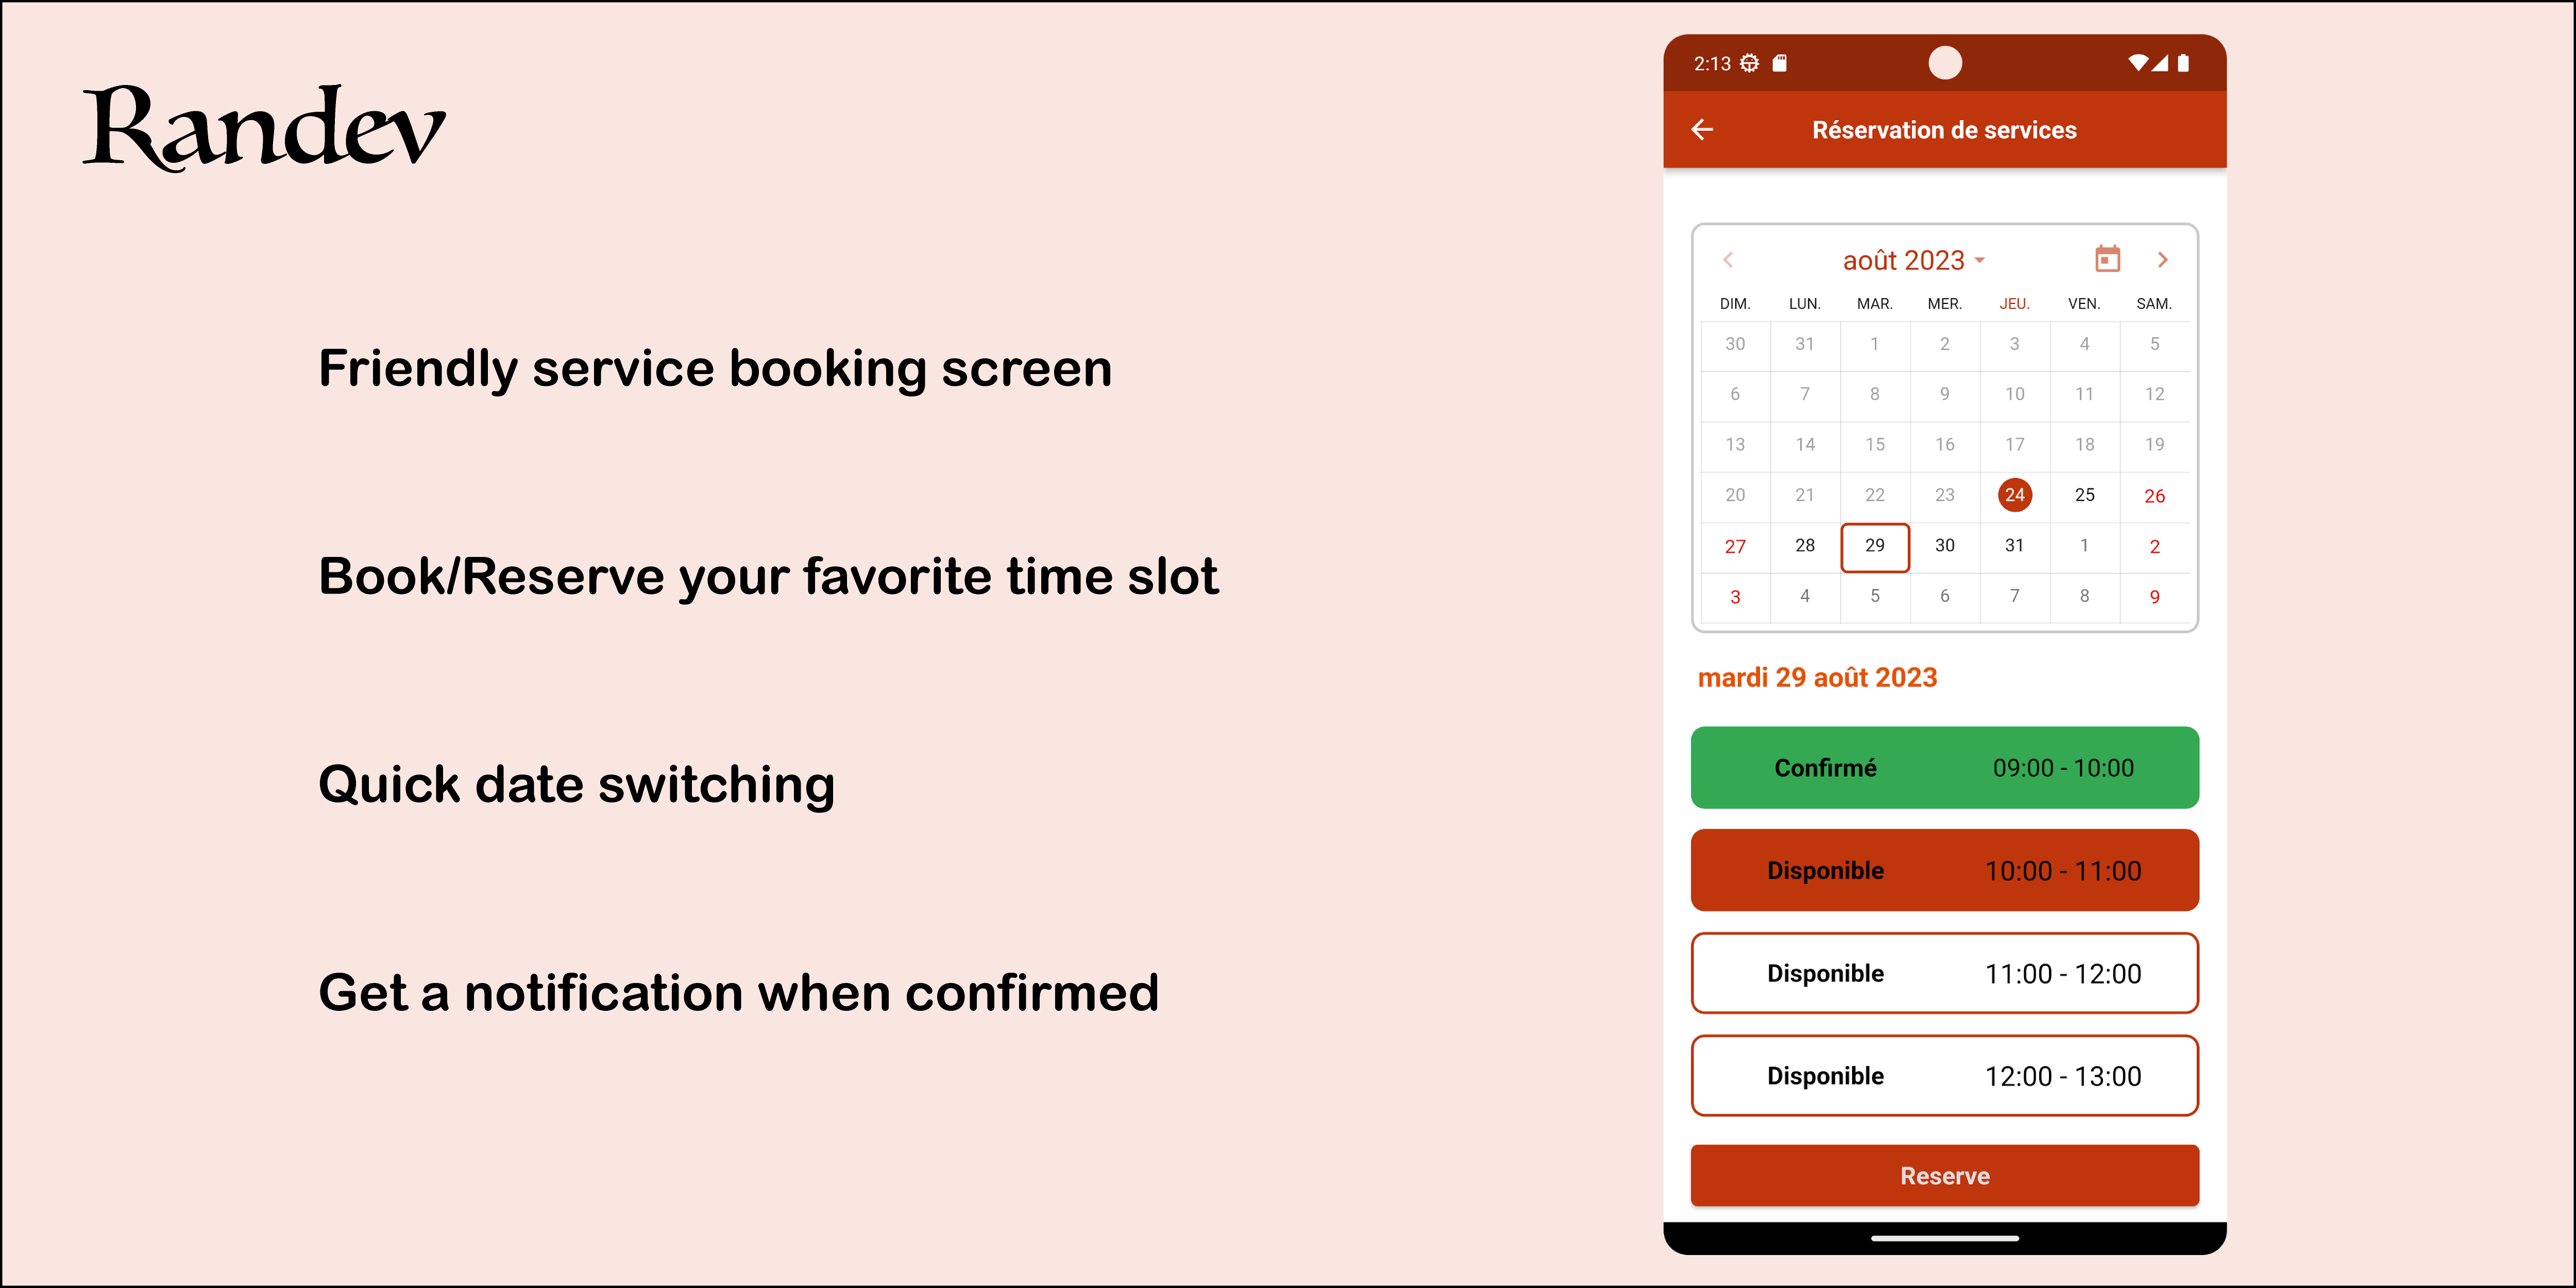 Randev
Friendly service booking screen
Book/Reserve your favorite time slot
Quick date switching
Get a notification when confirmed
2:13
Réservation de services
août 2023
DIM. LUN. MAR. MER. JEU. VEN. SAM.
30 31 1 2 3 4 5
6 7 8 9 10 11 12
13 14 15 16 17 18 19
20 21 22 23 24 25 26
27 28 29 30 31 1 2
3 4 5 6 7 8 9
mardi 29 août 2023
Confirmé 09:00 - 10:00
Disponible 10:00 - 11:00
Disponible 11:00 - 12:00
Disponible 12:00 - 13:00
Reserve